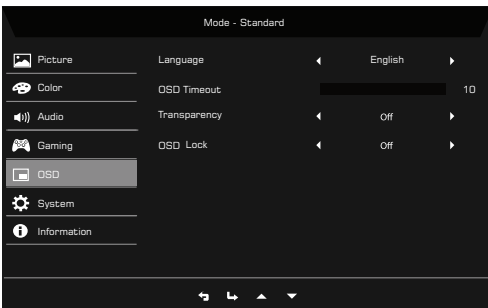 Mode - Standard
Picture
Color
Audio
Gaming
OSD
System
Information
Language English
OSD Timeout 10
Transparency Off
OSD Lock Off